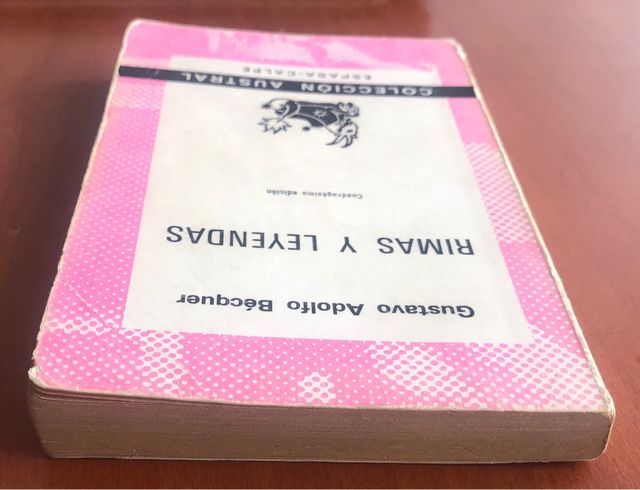 Gustavo Adolfo Bécquer
RIMAS Y LEYENDAS
Cuadragésima edición
COLECCIÓN AUSTRAL
ESPASA-CALPE